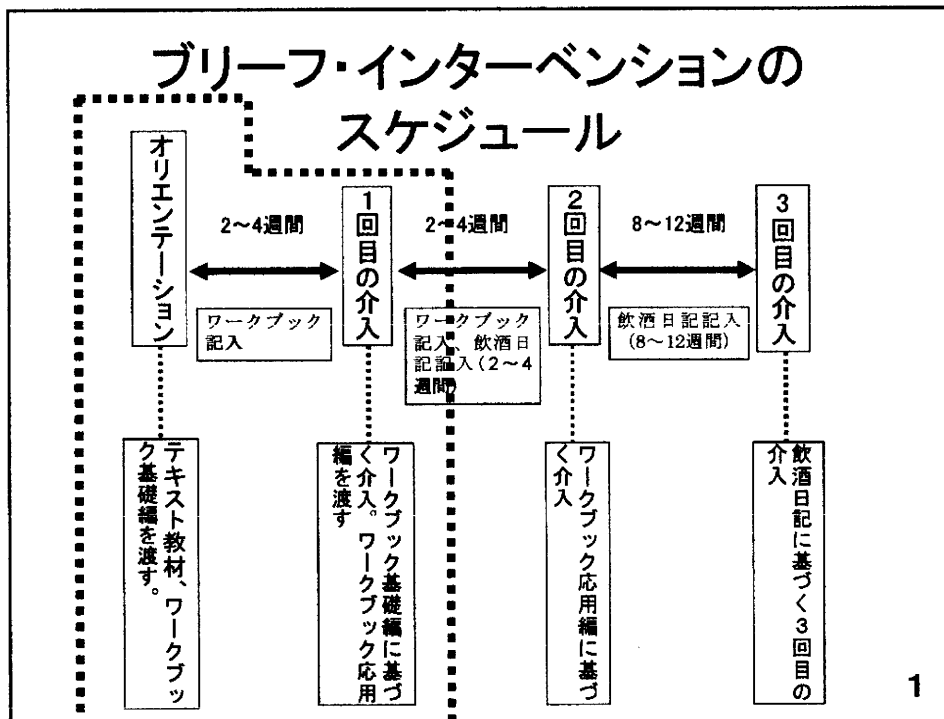 ブリーフ・インターベンションの
スケジュール
オリエンテーション
2～4週間
1回目の介入
2～4週間
2回目の介入
8～12週間
3回目の介入
ワークブック
記入
ワークブック
記入、飲酒日
記記入(2～4
週間)
飲酒日記記入
(8～12週間)
テキスト教材、ワークブッ
ク基礎編を渡す。
ワークブック基礎編に基づ
く介入。ワークブック応用
編を渡す
ワークブック応用編に基づ
く介入
飲酒日記に基づく3回目の
介入
1